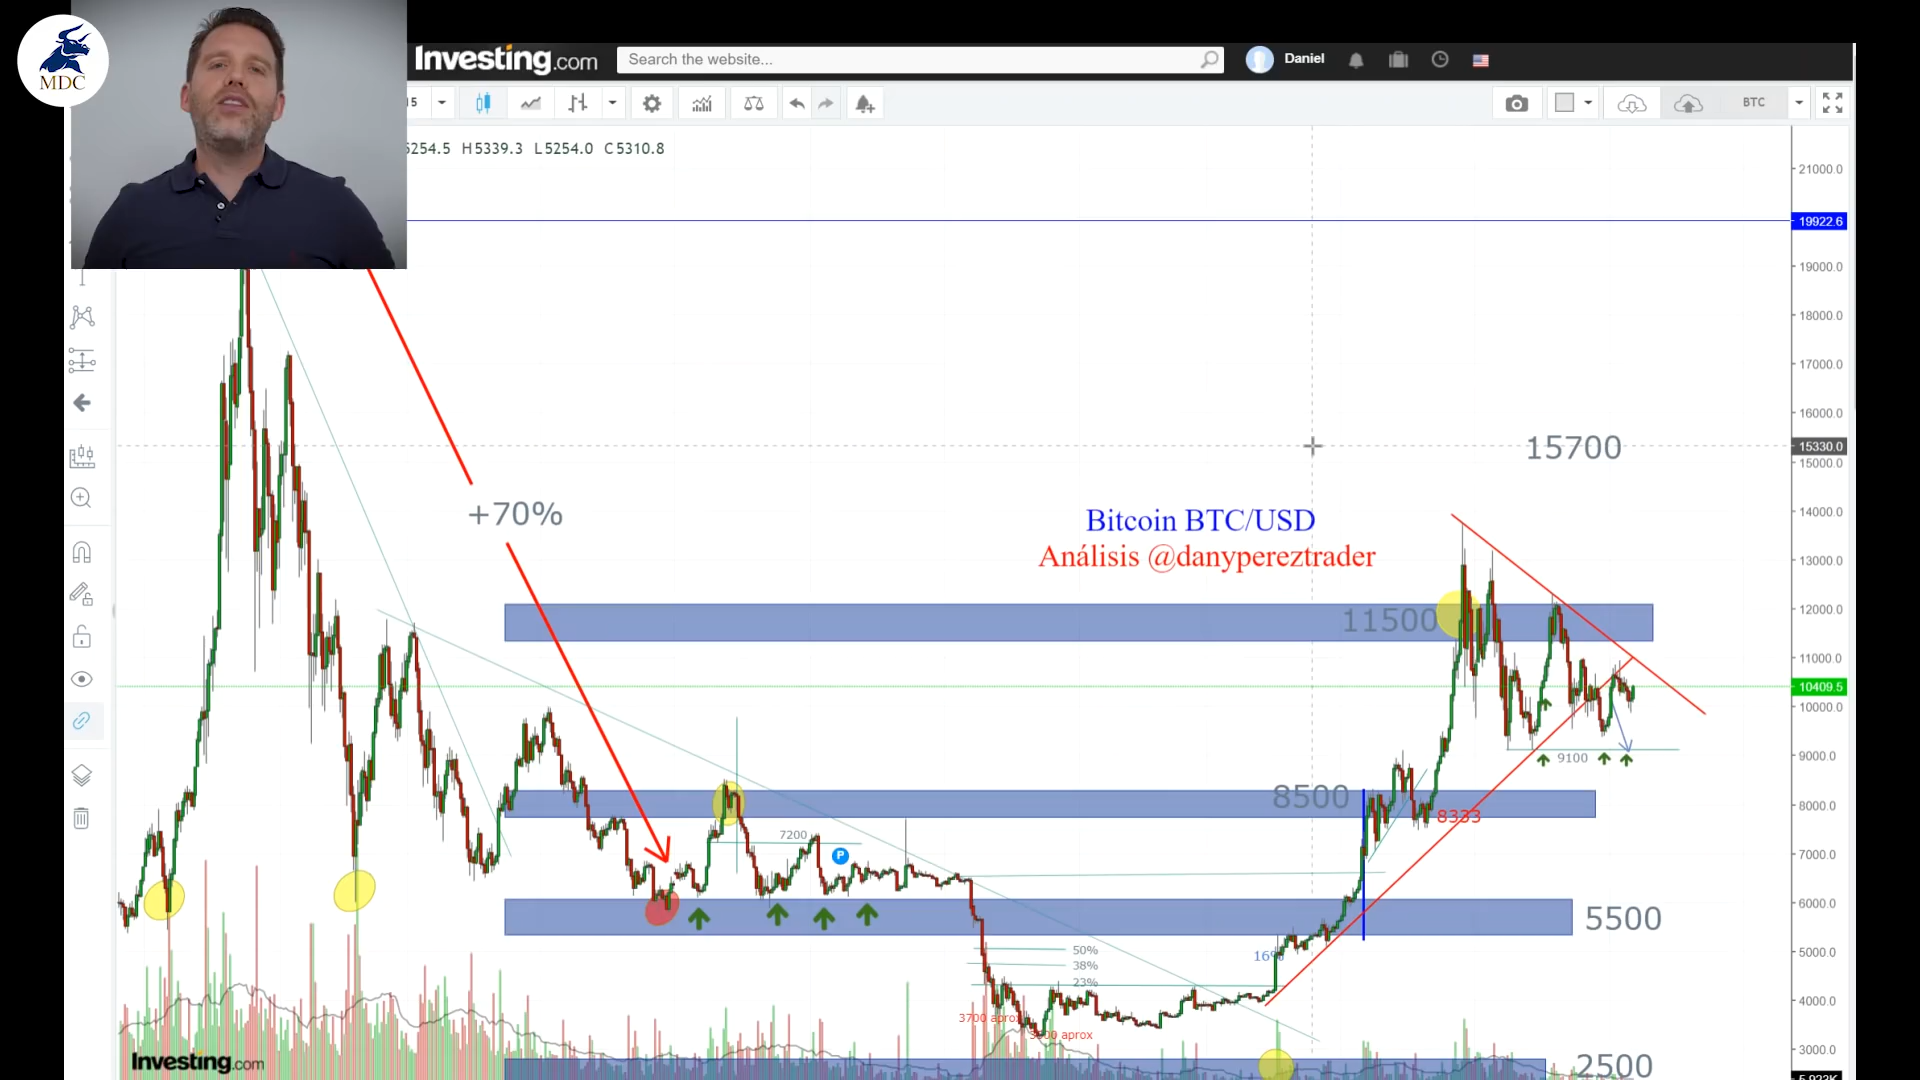 MDC
Investing.com
Search the website...
Daniel
15
BTC
5254.5 H5339.3 L5254.0 C5310.8
21000.0
19922.6
19000.0
18000.0
17000.0
16000.0
15700
15330.0
15000.0
+70%
14000.0
Bitcoin BTC/USD
Análisis @danypereztrader
13000.0
12000.0
11500
11000.0
10409.5
10000.0
9100
9000.0
8500
8333
8000.0
7200
P
7000.0
6000.0
5500
50%
5000.0
16%
38%
23%
4000.0
3700 aprox
aprox
3000.0
Investing.com
2500